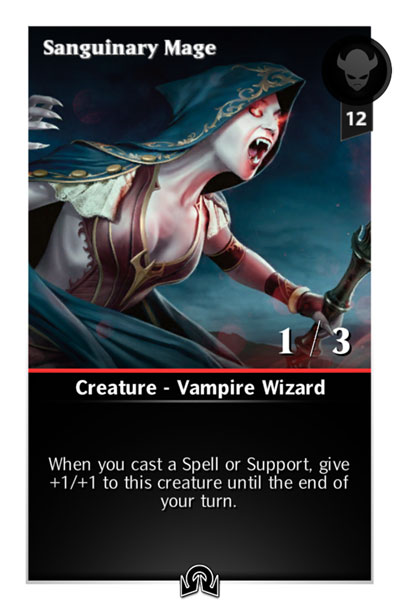 Sanguinary Mage
12
1 / 3
Creature - Vampire Wizard
When you cast a Spell or Support, give
+1/+1 to this creature until the end of
your turn.